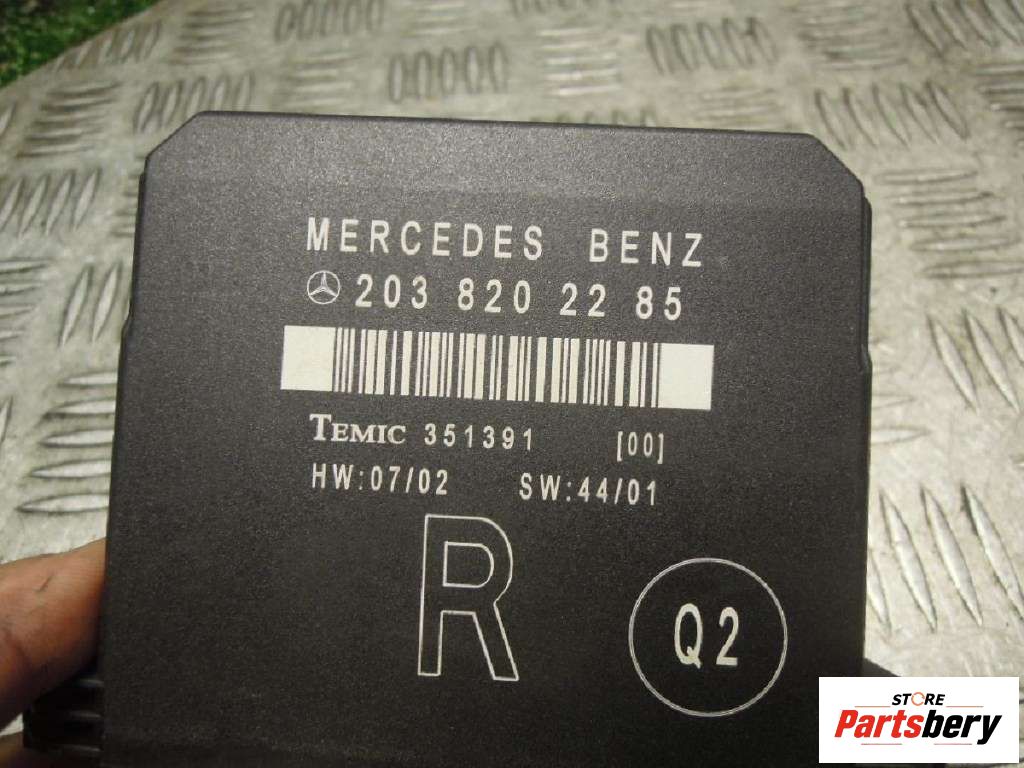 MERCEDES BENZ
203 820 22 85
TEMIC 351391 [00]
HW:07/02 SW:44/01
R
Q2
STORE
Partsbery